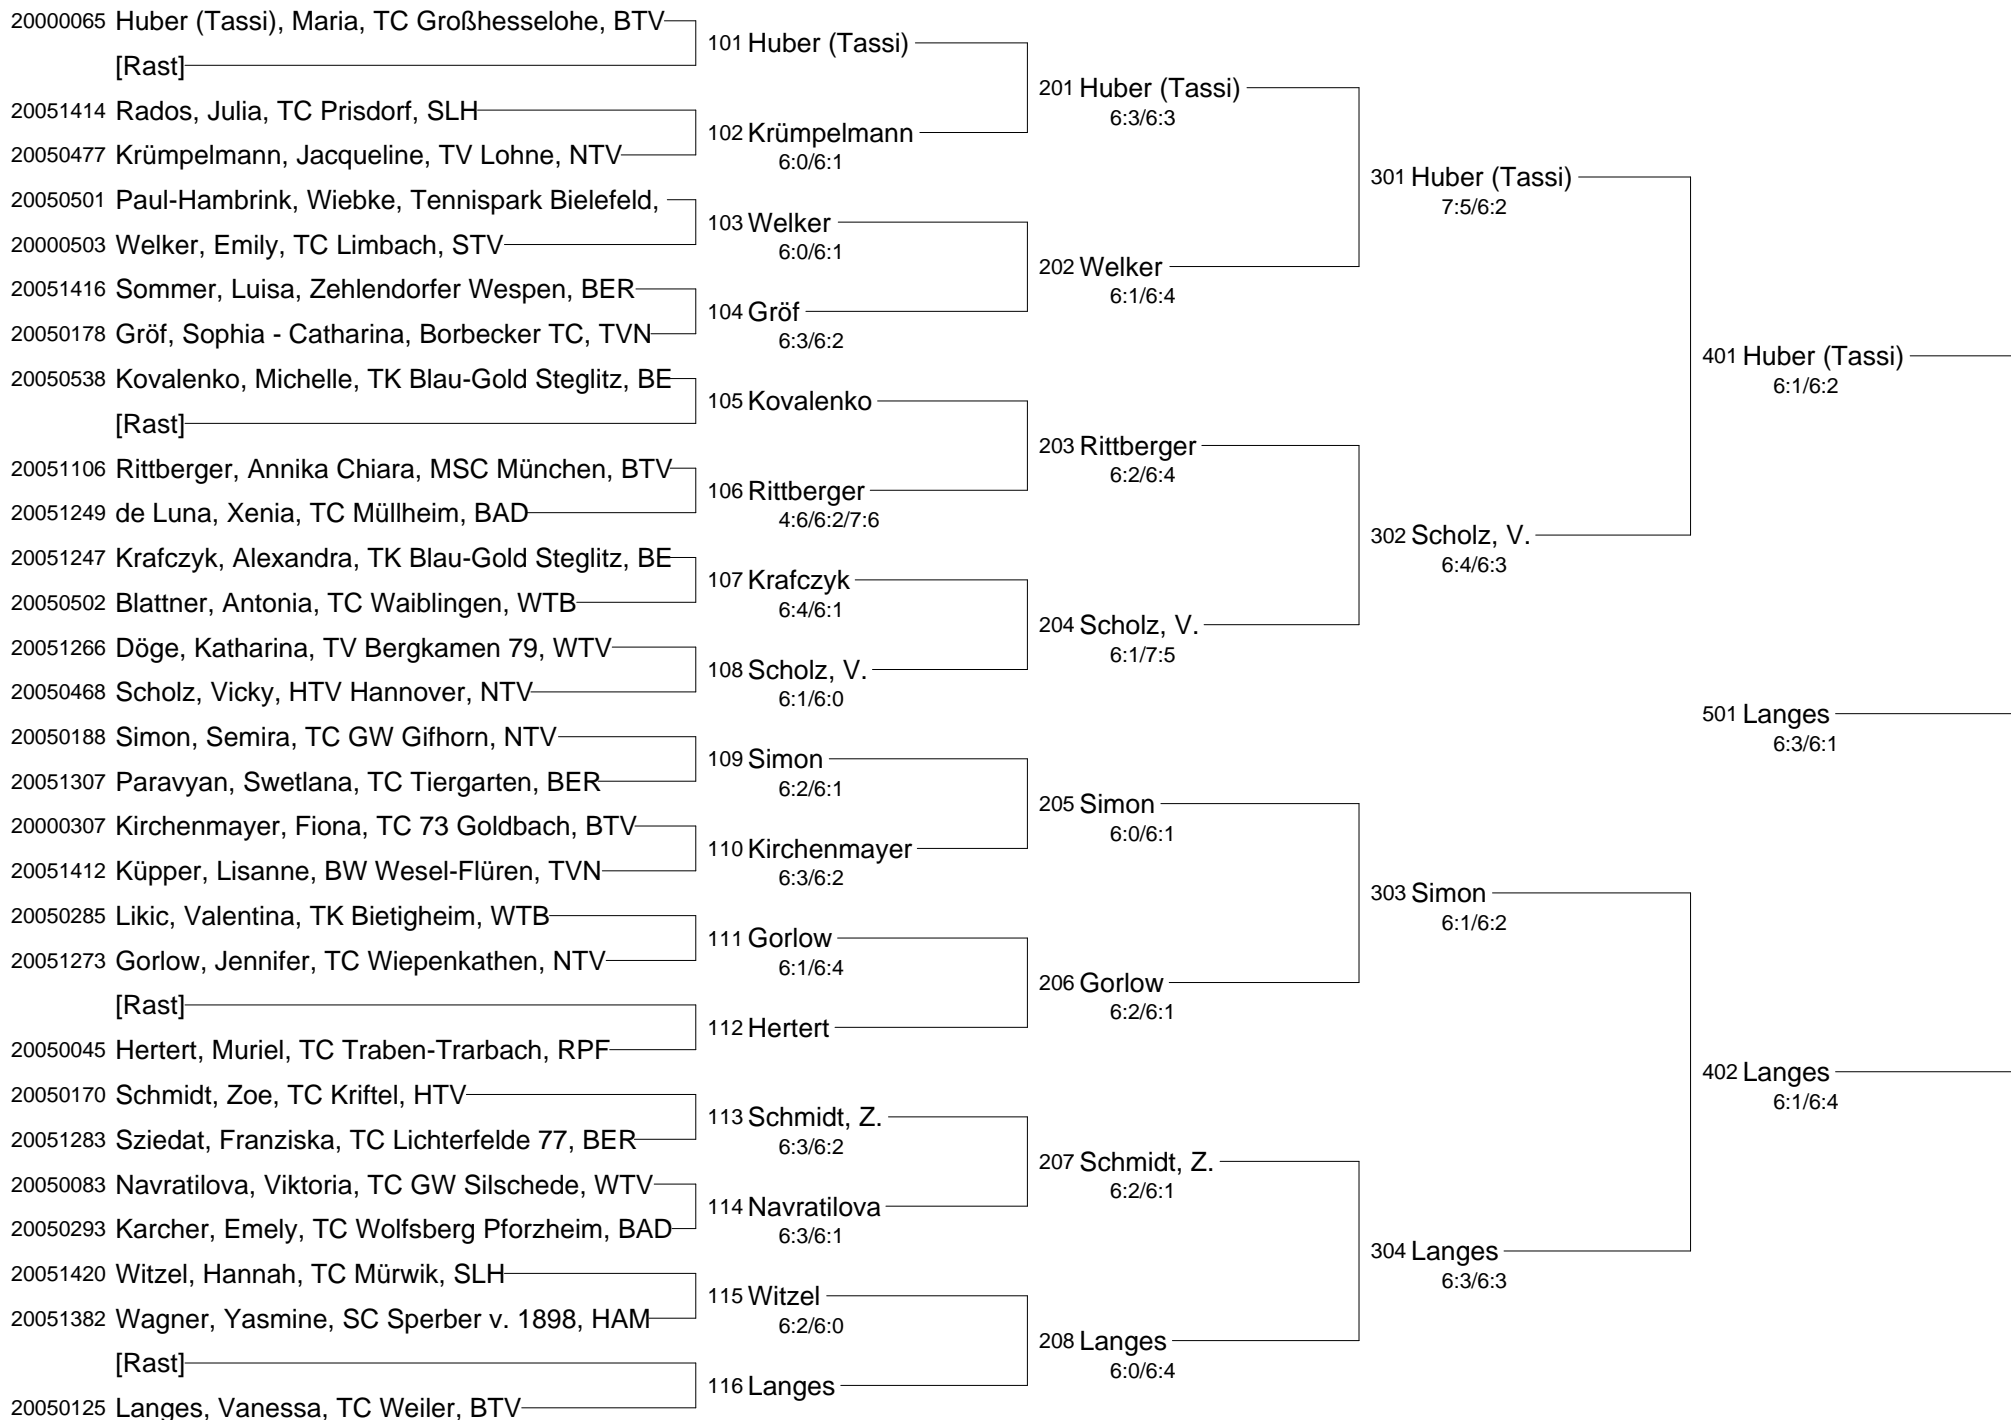 20000065 Huber (Tassi), Maria, TC Großhesselohe, BTV
[Rast]
20051414 Rados, Julia, TC Prisdorf, SLH
20050477 Krümpelmann, Jacqueline, TV Lohne, NTV
20050501 Paul-Hambrink, Wiebke, Tennispark Bielefeld,
20000503 Welker, Emily, TC Limbach, STV
20051416 Sommer, Luisa, Zehlendorfer Wespen, BER
20050178 Gröf, Sophia - Catharina, Borbecker TC, TVN
20050538 Kovalenko, Michelle, TK Blau-Gold Steglitz, BE
[Rast]
20051106 Rittberger, Annika Chiara, MSC München, BTV
20051249 de Luna, Xenia, TC Müllheim, BAD
20051247 Krafczyk, Alexandra, TK Blau-Gold Steglitz, BE
20050502 Blattner, Antonia, TC Waiblingen, WTB
20051266 Döge, Katharina, TV Bergkamen 79, WTV
20050468 Scholz, Vicky, HTV Hannover, NTV
20050188 Simon, Semira, TC GW Gifhorn, NTV
20051307 Paravyan, Swetlana, TC Tiergarten, BER
20000307 Kirchenmayer, Fiona, TC 73 Goldbach, BTV
20051412 Küpper, Lisanne, BW Wesel-Flüren, TVN
20050285 Likic, Valentina, TK Bietigheim, WTB
20051273 Gorlow, Jennifer, TC Wiepenkathen, NTV
[Rast]
20050045 Hertert, Muriel, TC Traben-Trarbach, RPF
20050170 Schmidt, Zoe, TC Kriftel, HTV
20051283 Sziedat, Franziska, TC Lichterfelde 77, BER
20050083 Navratilova, Viktoria, TC GW Silschede, WTV
20050293 Karcher, Emely, TC Wolfsberg Pforzheim, BAD
20051420 Witzel, Hannah, TC Mürwik, SLH
20051382 Wagner, Yasmine, SC Sperber v. 1898, HAM
[Rast]
20050125 Langes, Vanessa, TC Weiler, BTV
101 Huber (Tassi)
102 Krümpelmann
6:0/6:1
103 Welker
6:0/6:1
104 Gröf
6:3/6:2
105 Kovalenko
106 Rittberger
4:6/6:2/7:6
107 Krafczyk
6:4/6:1
108 Scholz, V.
6:1/6:0
109 Simon
6:2/6:1
110 Kirchenmayer
6:3/6:2
111 Gorlow
6:1/6:4
112 Hertert
113 Schmidt, Z.
6:3/6:2
114 Navratilova
6:3/6:1
115 Witzel
6:2/6:0
116 Langes
201 Huber (Tassi)
6:3/6:3
202 Welker
6:1/6:4
203 Rittberger
6:2/6:4
204 Scholz, V.
6:1/7:5
205 Simon
6:0/6:1
206 Gorlow
6:2/6:1
207 Schmidt, Z.
6:2/6:1
208 Langes
6:0/6:4
301 Huber (Tassi)
7:5/6:2
302 Scholz, V.
6:4/6:3
303 Simon
6:1/6:2
304 Langes
6:3/6:3
401 Huber (Tassi)
6:1/6:2
501 Langes
6:3/6:1
402 Langes
6:1/6:4